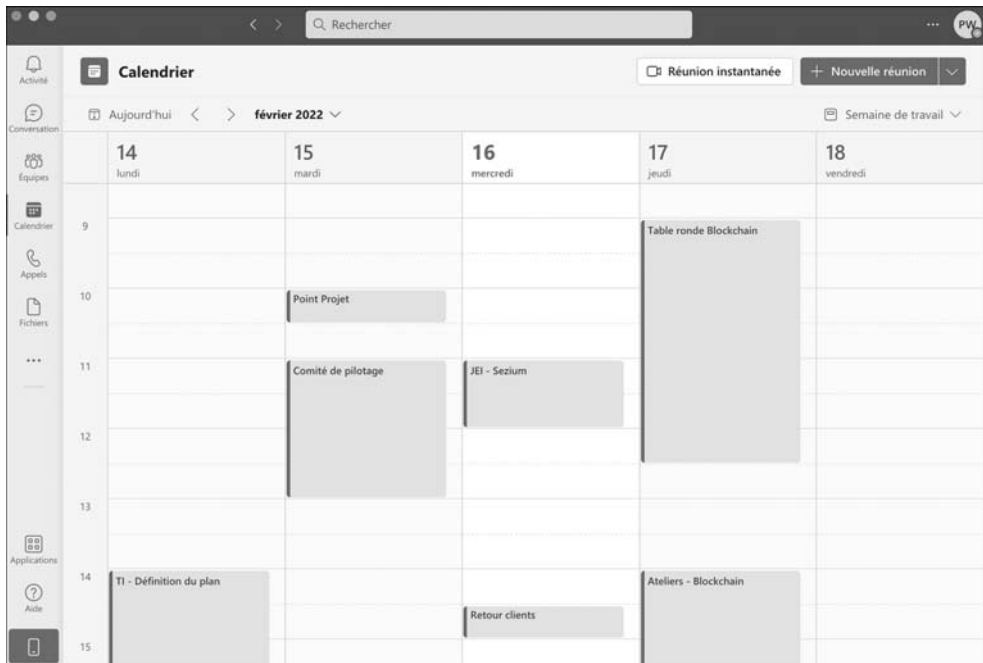 Rechercher
PW
Activité
Conversation
Équipes
Calendrier
Appels
Fichiers
Applications
Aide
Calendrier
Réunion instantanée
Nouvelle réunion
Aujourd'hui
février 2022
Semaine de travail
14
lundi
15
mardi
16
mercredi
17
jeudi
18
vendredi
9
Table ronde Blockchain
10
Point Projet
11
Comité de pilotage
JEI - Sezium
12
13
14
TI - Définition du plan
Ateliers - Blockchain
Retour clients
15